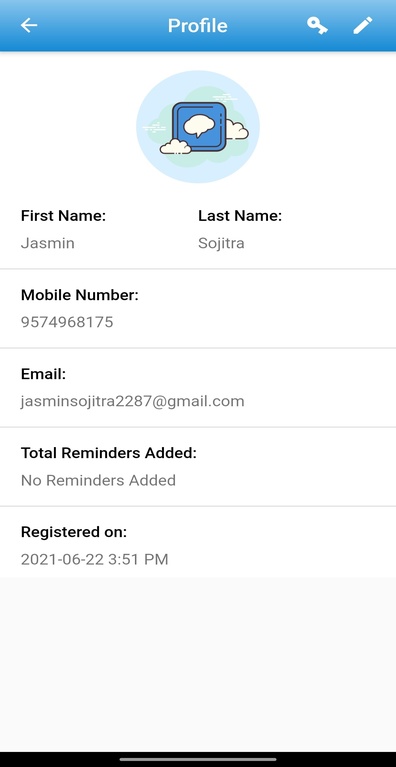 Profile
First Name: Last Name:
Jasmin Sojitra
Mobile Number:
9574968175
Email:
jasminsojitra2287@gmail.com
Total Reminders Added:
No Reminders Added
Registered on:
2021-06-22 3:51 PM